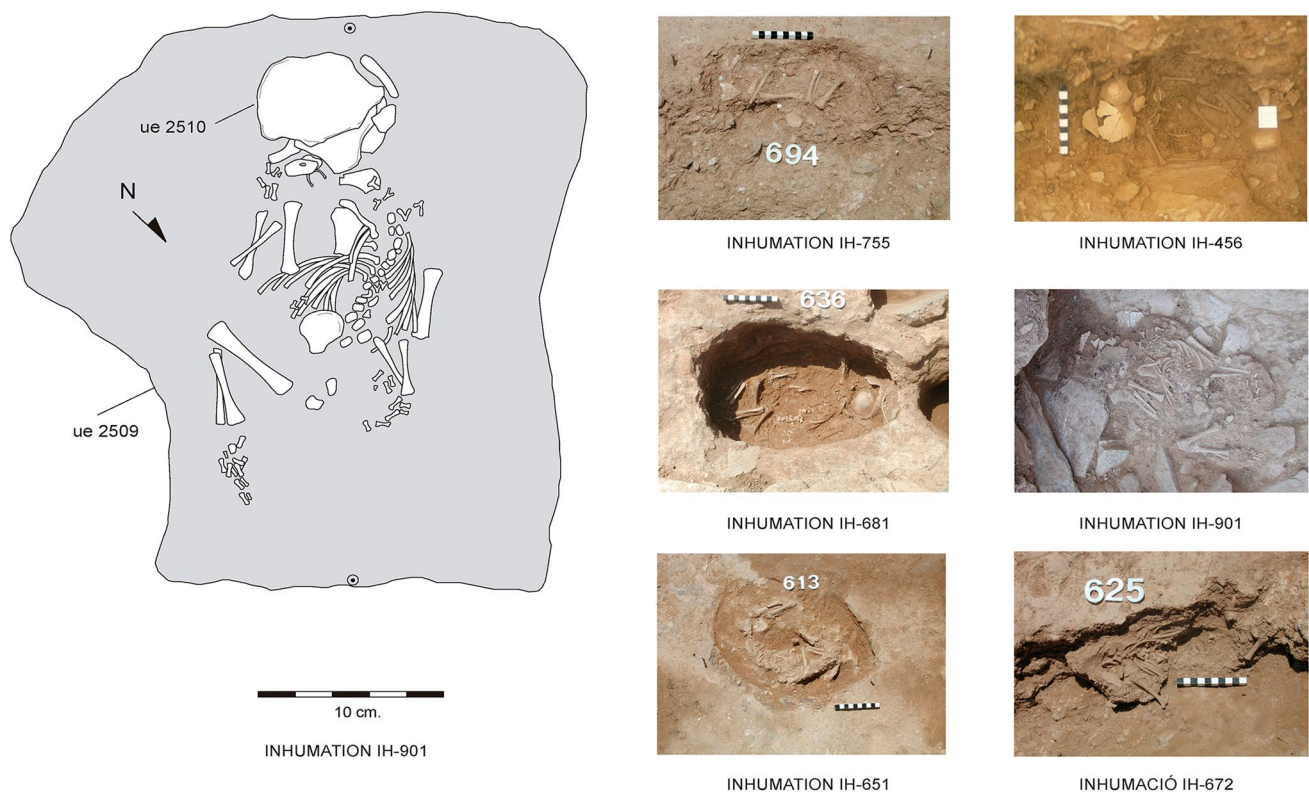 ue 2510
N
ue 2509
10 cm.
INHUMATION IH-901
694
INHUMATION IH-755
INHUMATION IH-456
636
INHUMATION IH-681
INHUMATION IH-901
613
INHUMATION IH-651
625
INHUMACIÓ IH-672